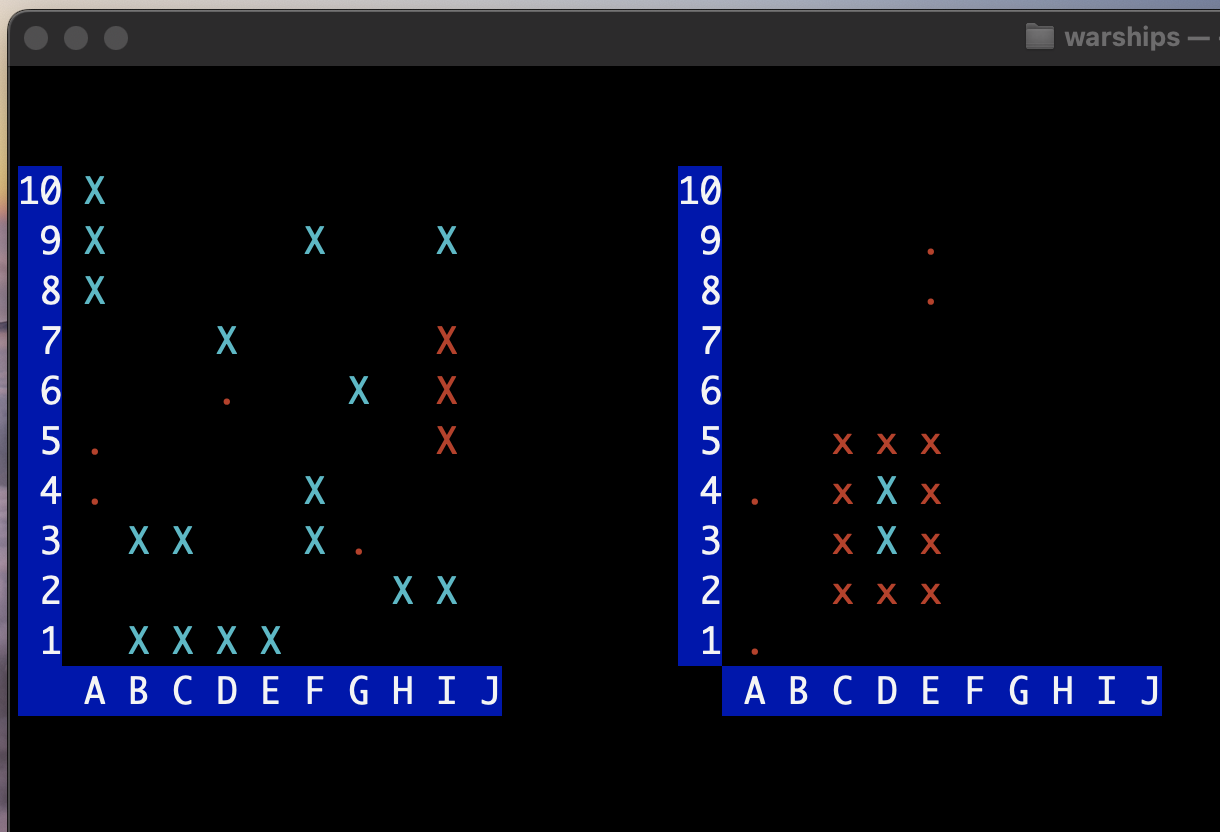 warships —
10 X 10
9 X X X 9 .
8 X 8 .
7 X X 7
6 . X X 6
5 . X 5 x x x
4 . X 4 . x X x
3 X X X . 3 x X x
2 X X 2 x x x
1 X X X X 1 .
A B C D E F G H I J A B C D E F G H I J